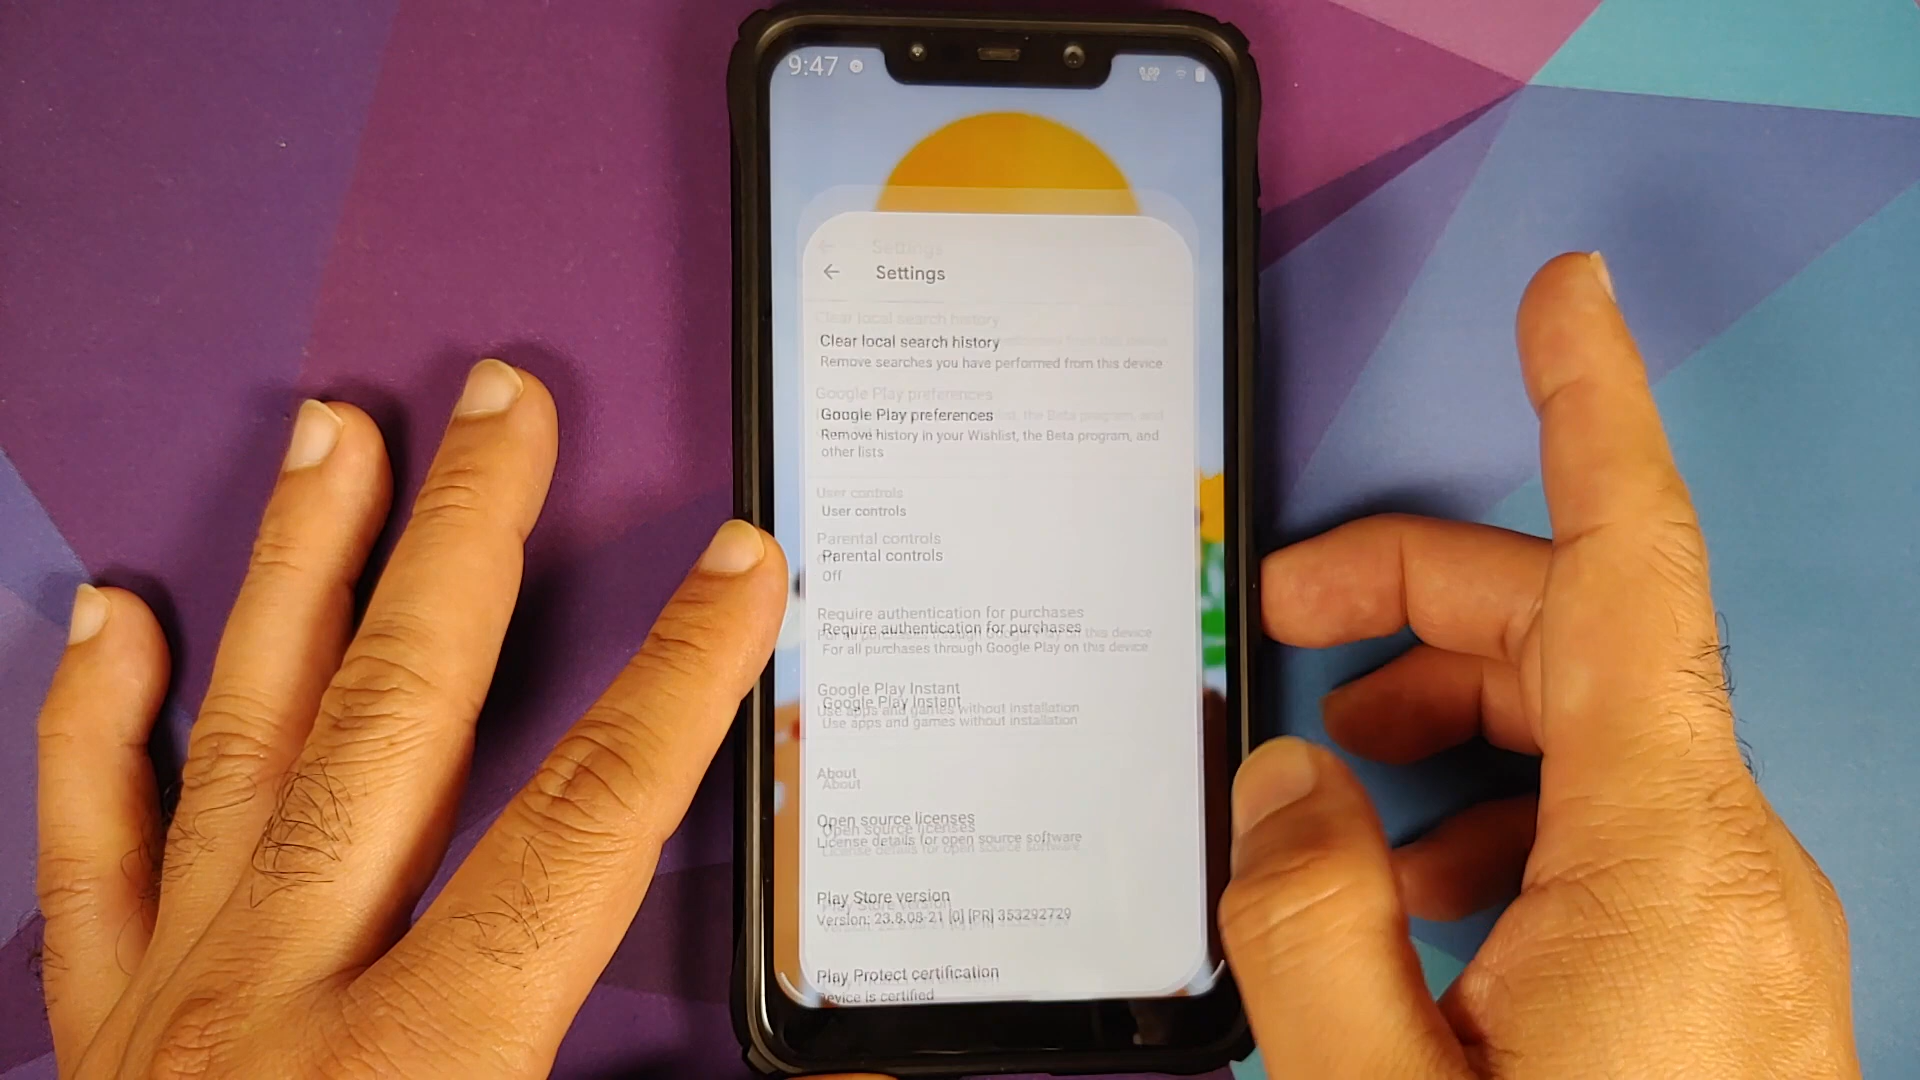 9:47
0.00
Settings
Clear local search history
Remove searches you have performed from this device
Google Play preferences
Remove history in your Wishlist, the Beta program, and
other lists
User controls
Parental controls
Off
Require authentication for purchases
For all purchases through Google Play on this device
Google Play Instant
Use apps and games without installation
About
Open source licenses
License details for open source software
Play Store version
Version: 23.8.08-21 [0] [PR] 353292729
Play Protect certification
Device is certified